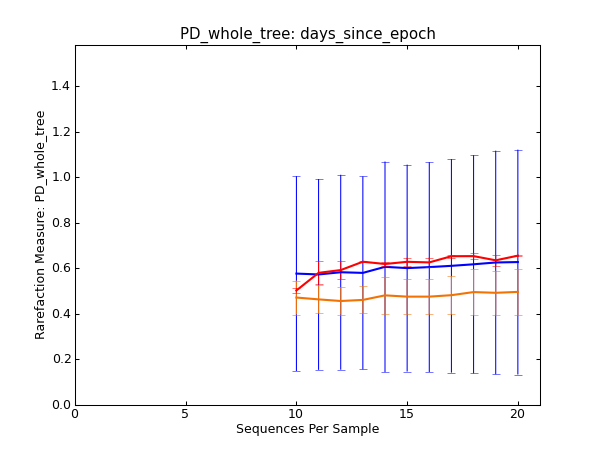 PD_whole_tree: days_since_epoch
Rarefaction Measure: PD_whole_tree
1.4
1.2
1.0
0.8
0.6
0.4
0.2
0.0
0 5 10 15 20
Sequences Per Sample